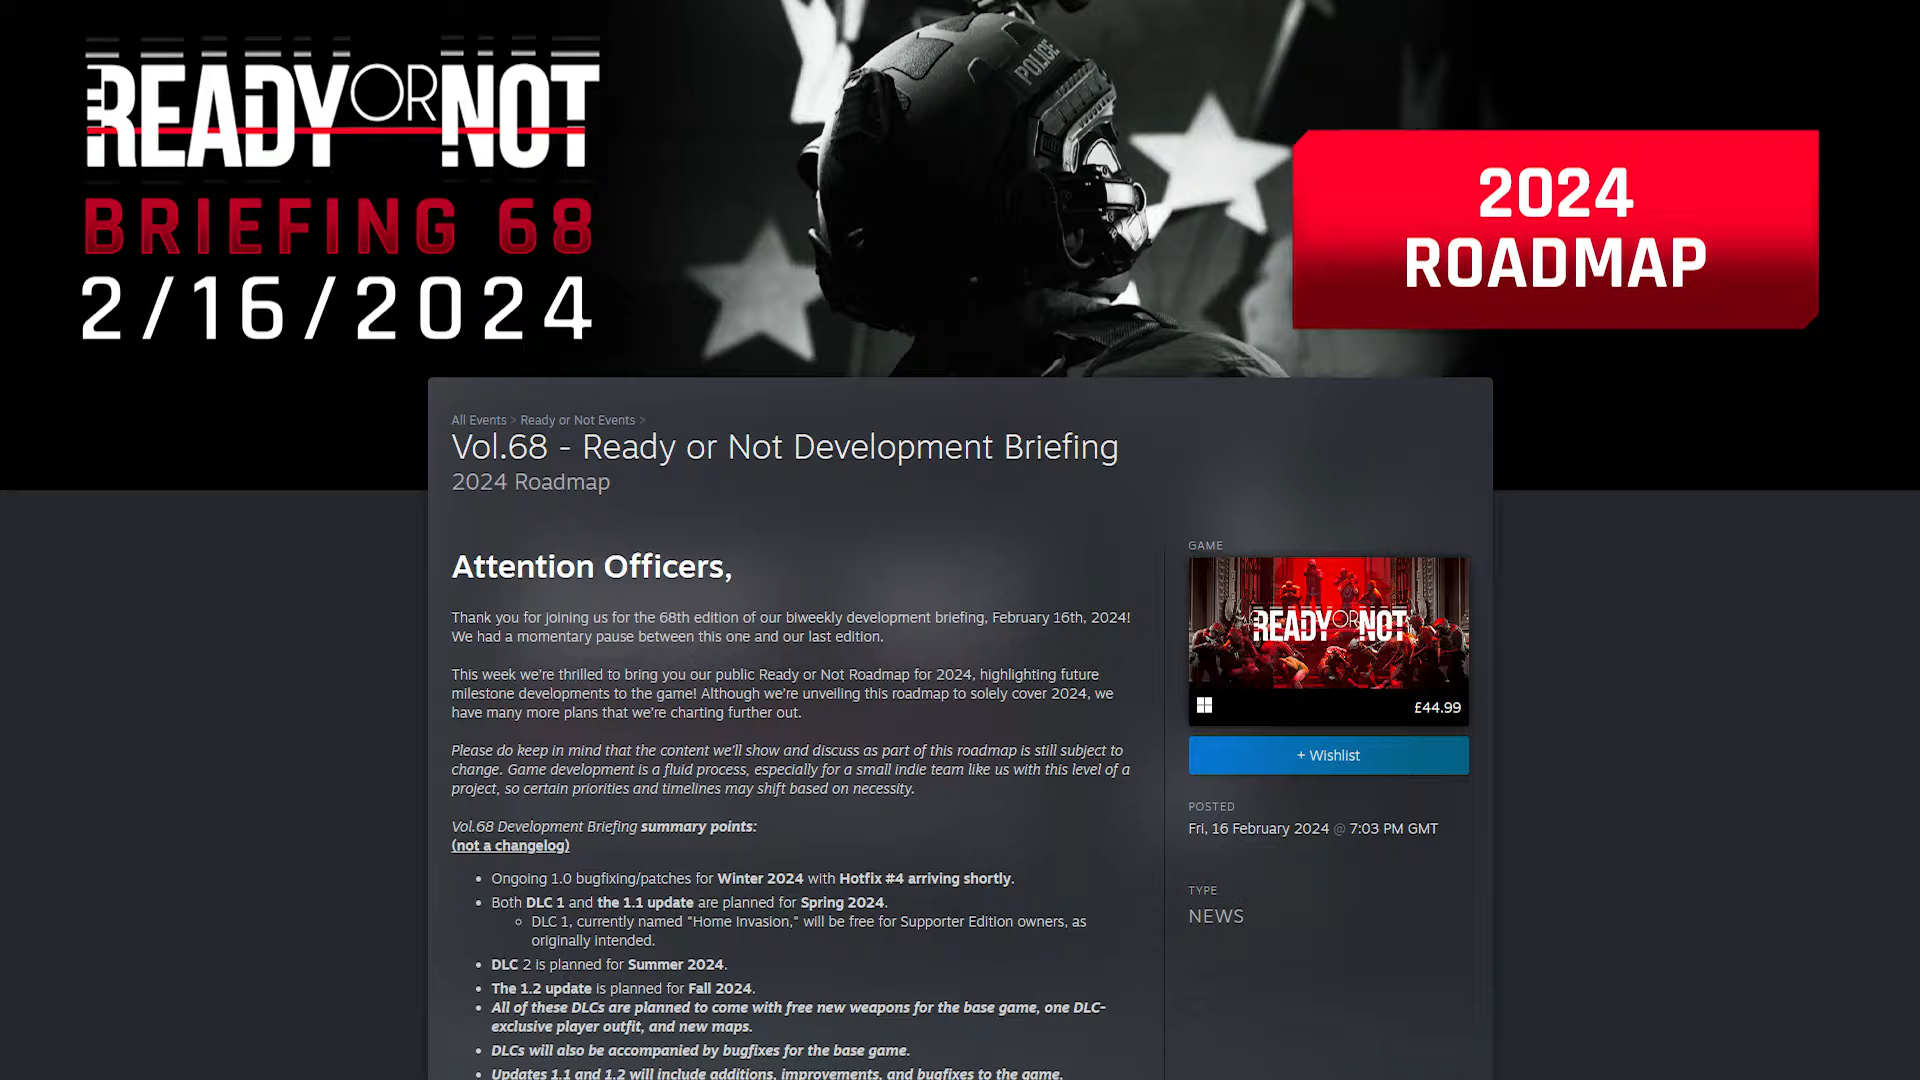 READY OR NOT
BRIEFING 68
2/16/2024
POLICE
2024
ROADMAP
All Events > Ready or Not Events >
Vol.68 - Ready or Not Development Briefing
2024 Roadmap
Attention Officers,
Thank you for joining us for the 68th edition of our biweekly development briefing, February 16th, 2024!
We had a momentary pause between this one and our last edition.
This week we're thrilled to bring you our public Ready or Not Roadmap for 2024, highlighting future
milestone developments to the game! Although we're unveiling this roadmap to solely cover 2024, we
have many more plans that we're charting further out.
Please do keep in mind that the content we'll show and discuss as part of this roadmap is still subject to
change. Game development is a fluid process, especially for a small indie team like us with this level of a
project, so certain priorities and timelines may shift based on necessity.
Vol.68 Development Briefing summary points:
(not a changelog)
• Ongoing 1.0 bugfixing/patches for Winter 2024 with Hotfix #4 arriving shortly.
• Both DLC 1 and the 1.1 update are planned for Spring 2024.
DLC 1, currently named "Home Invasion," will be free for Supporter Edition owners, as
originally intended.
• DLC 2 is planned for Summer 2024.
• The 1.2 update is planned for Fall 2024.
• All of these DLCs are planned to come with free new weapons for the base game, one DLC-
exclusive player outfit, and new maps.
• DLCs will also be accompanied by bugfixes for the base game.
• Updates 1.1 and 1.2 will include additions, improvements, and bugfixes to the game.
GAME
READY OR NOT
£44.99
+ Wishlist
POSTED
Fri, 16 February 2024 @ 7:03 PM GMT
TYPE
NEWS